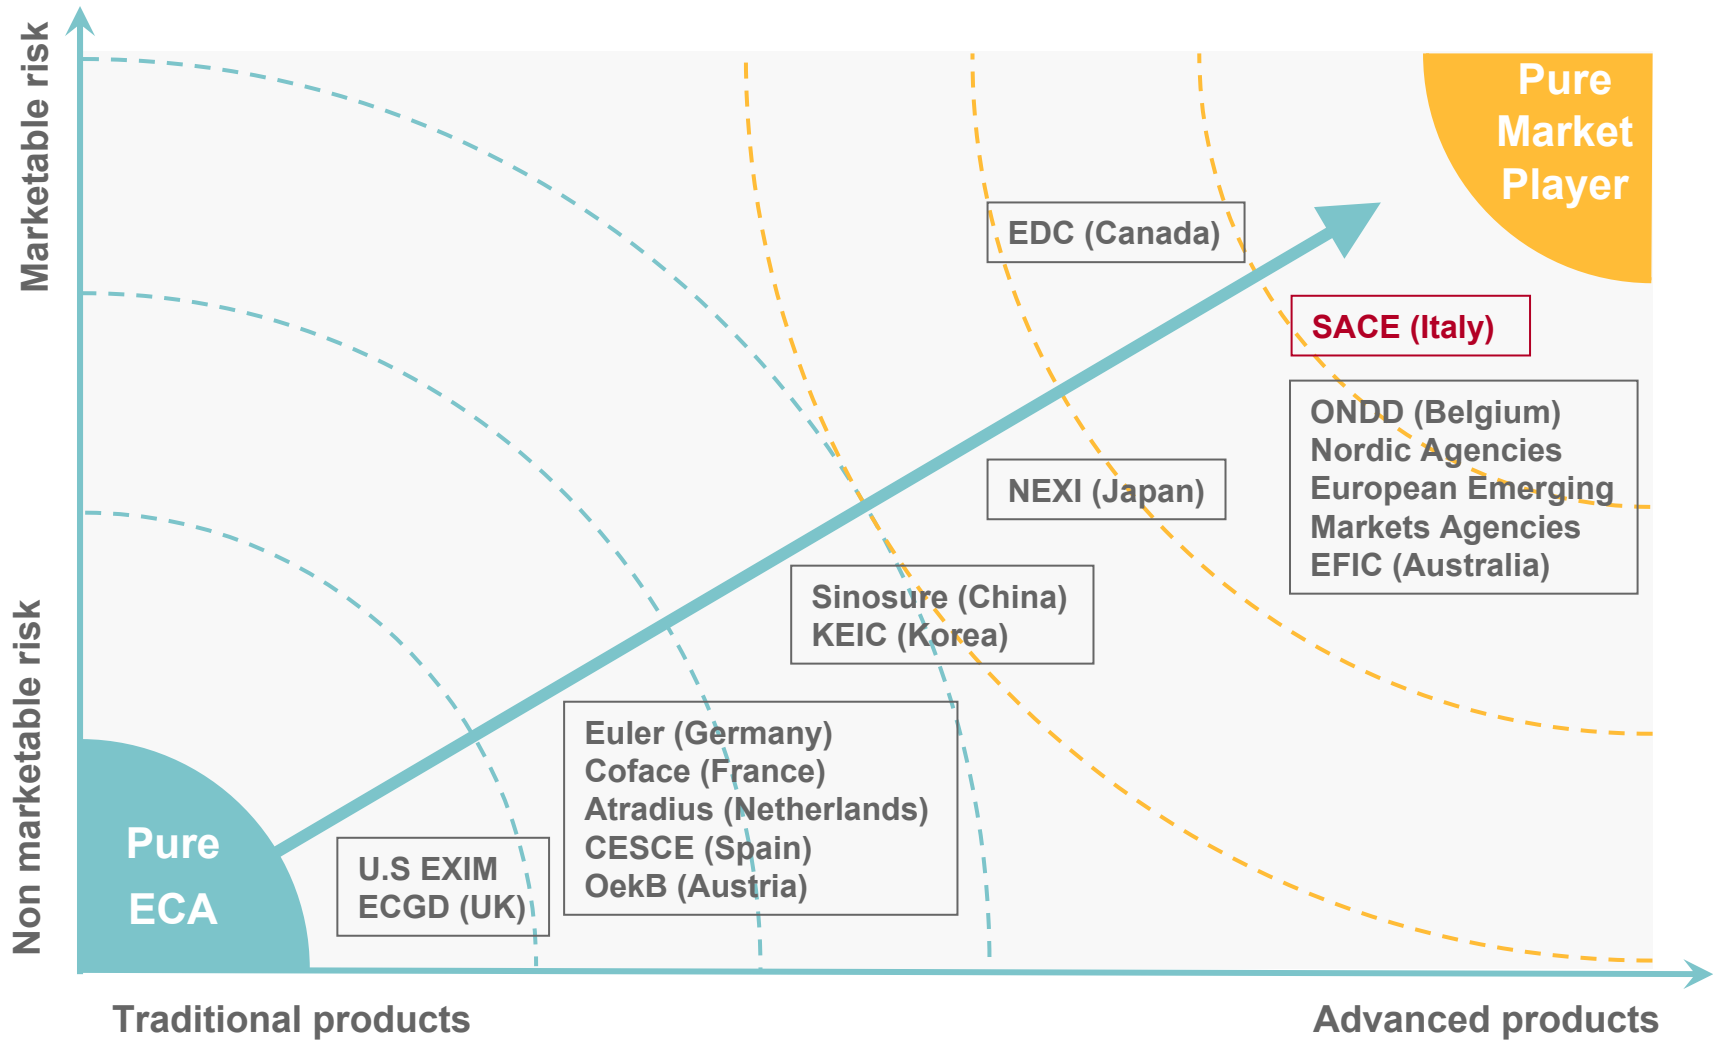 Marketable risk
Non marketable risk
Pure
Market
Player
EDC (Canada)
SACE (Italy)
ONDD (Belgium)
Nordic Agencies
European Emerging
Markets Agencies
EFIC (Australia)
NEXI (Japan)
Sinosure (China)
KEIC (Korea)
Euler (Germany)
Coface (France)
Atradius (Netherlands)
CESCE (Spain)
OekB (Austria)
U.S EXIM
ECGD (UK)
Pure
ECA
Traditional products
Advanced products